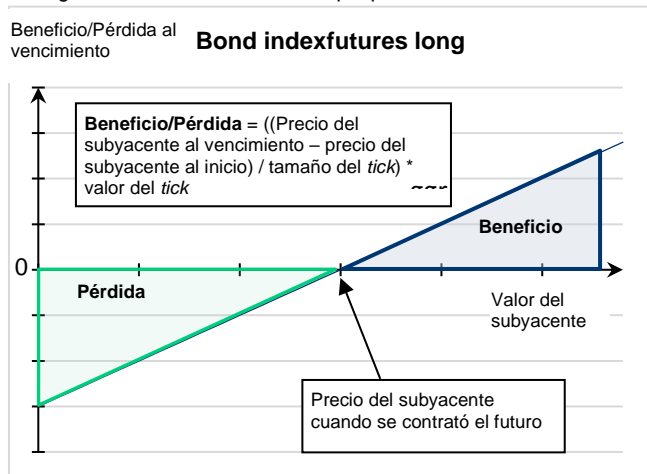 Beneficio/Pérdida al
vencimiento
Bond indexfutures long
Beneficio/Pérdida = ((Precio del
subyacente al vencimiento – precio del
subyacente al inicio) / tamaño del tick) *
valor del tick
Beneficio
0
Pérdida
Valor del
subyacente
Precio del subyacente
cuando se contrató el futuro